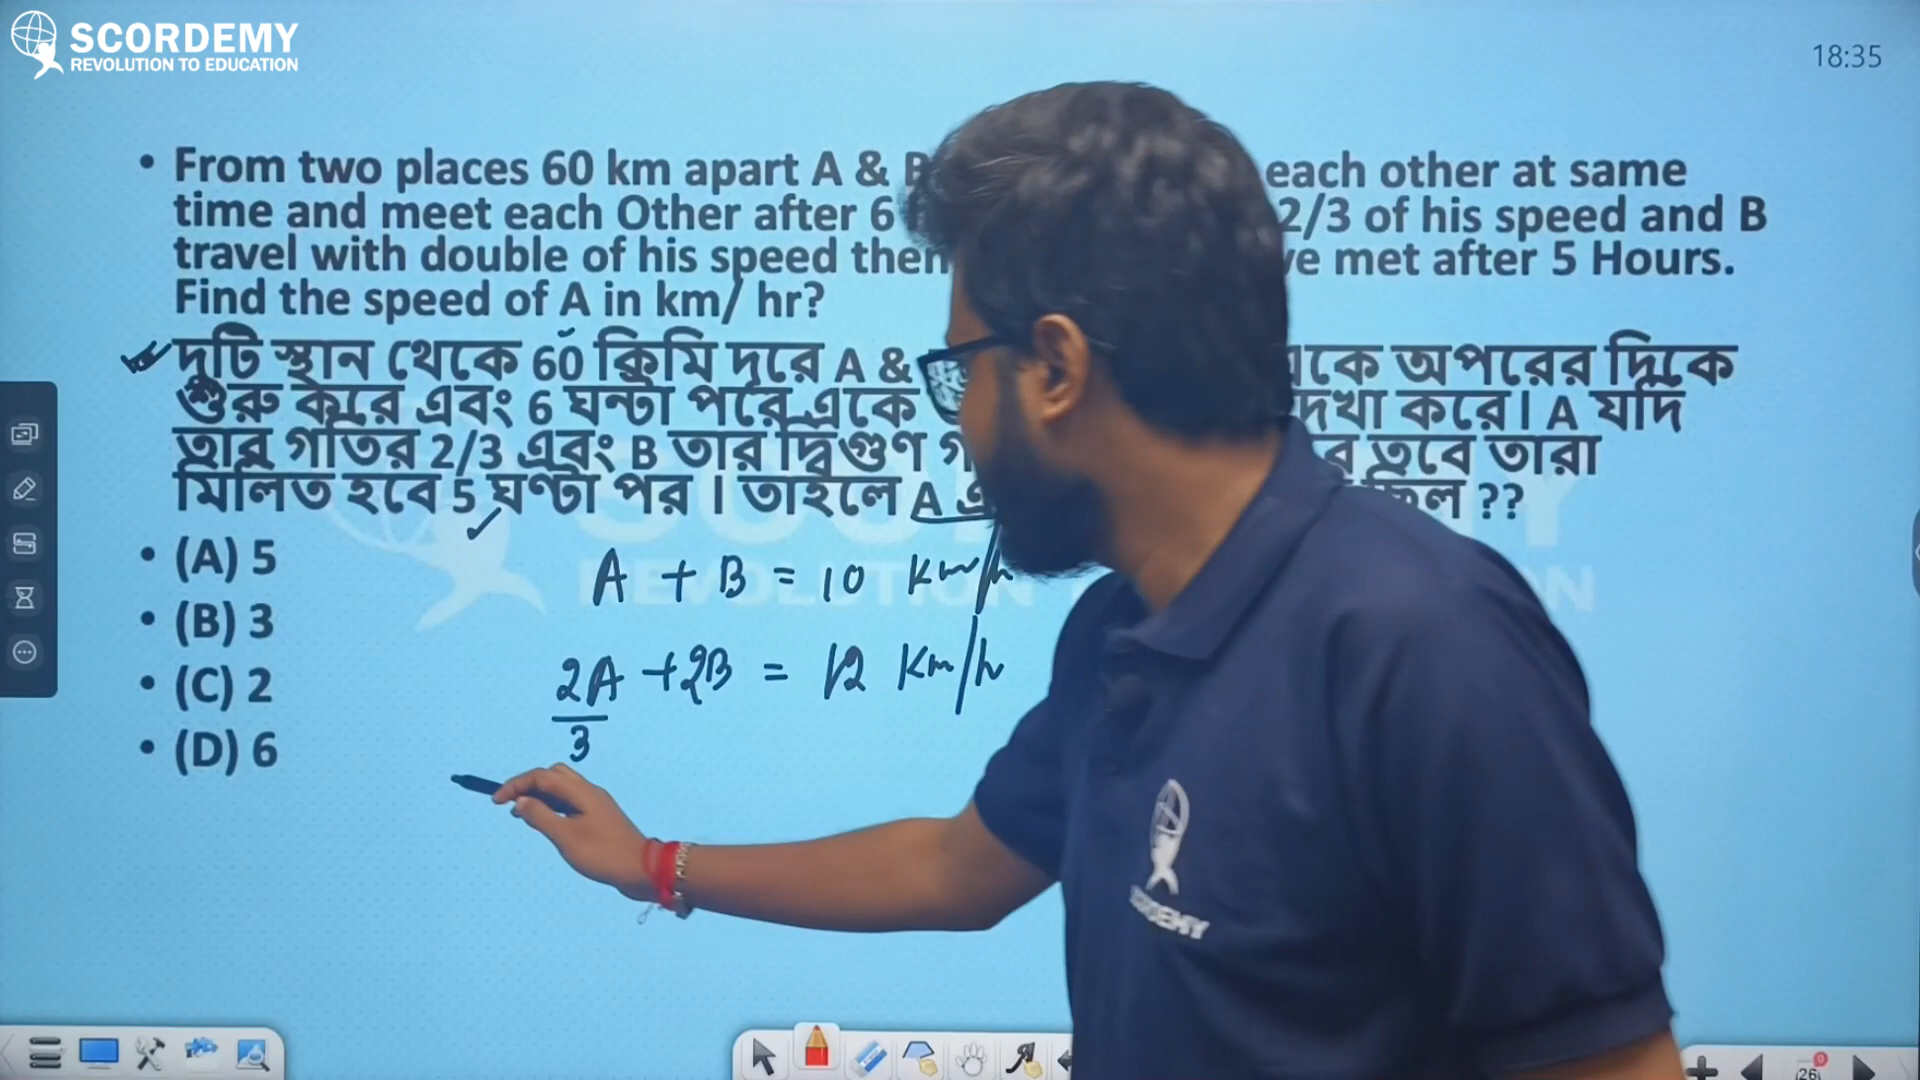 SCORDEMY
REVOLUTION TO EDUCATION
18:35
• From two places 60 km apart A & B each other at same
time and meet each Other after 6 2/3 of his speed and B
travel with double of his speed then met after 5 Hours.
Find the speed of A in km/ hr?
দুটি স্থান থেকে 60 কিমি দূরে A & একে অপরের দিকে
শুরু করে এবং 6 ঘন্টা পরে একে দেখা করে। A যদি
তার গতির 2/3 এবং B তার দ্বিগুণ তবে তারা
মিলিত হবে 5 ঘণ্টা পর । তাহলে A ??
• (A) 5
• (B) 3
• (C) 2
• (D) 6
A + B = 10 Km/h
2A/3 + 2B = 12 Km/h
SCORDEMY
26
0